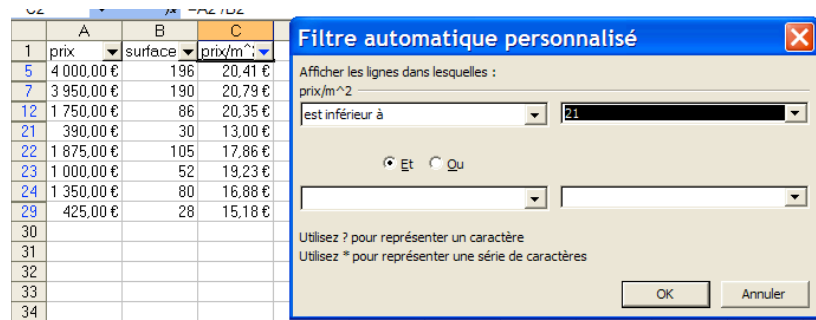 C2 fx =A2 /B2
A B C
1 prix surface prix/m^2
5 4 000,00 € 196 20,41 €
7 3 950,00 € 190 20,79 €
12 1 750,00 € 86 20,35 €
21 390,00 € 30 13,00 €
22 1 875,00 € 105 17,86 €
23 1 000,00 € 52 19,23 €
24 1 350,00 € 80 16,88 €
29 425,00 € 28 15,18 €
30
31
32
33
34
Filtre automatique personnalisé
Afficher les lignes dans lesquelles :
prix/m^2
est inférieur à 21
Et Ou
Utilisez ? pour représenter un caractère
Utilisez * pour représenter une série de caractères
OK Annuler